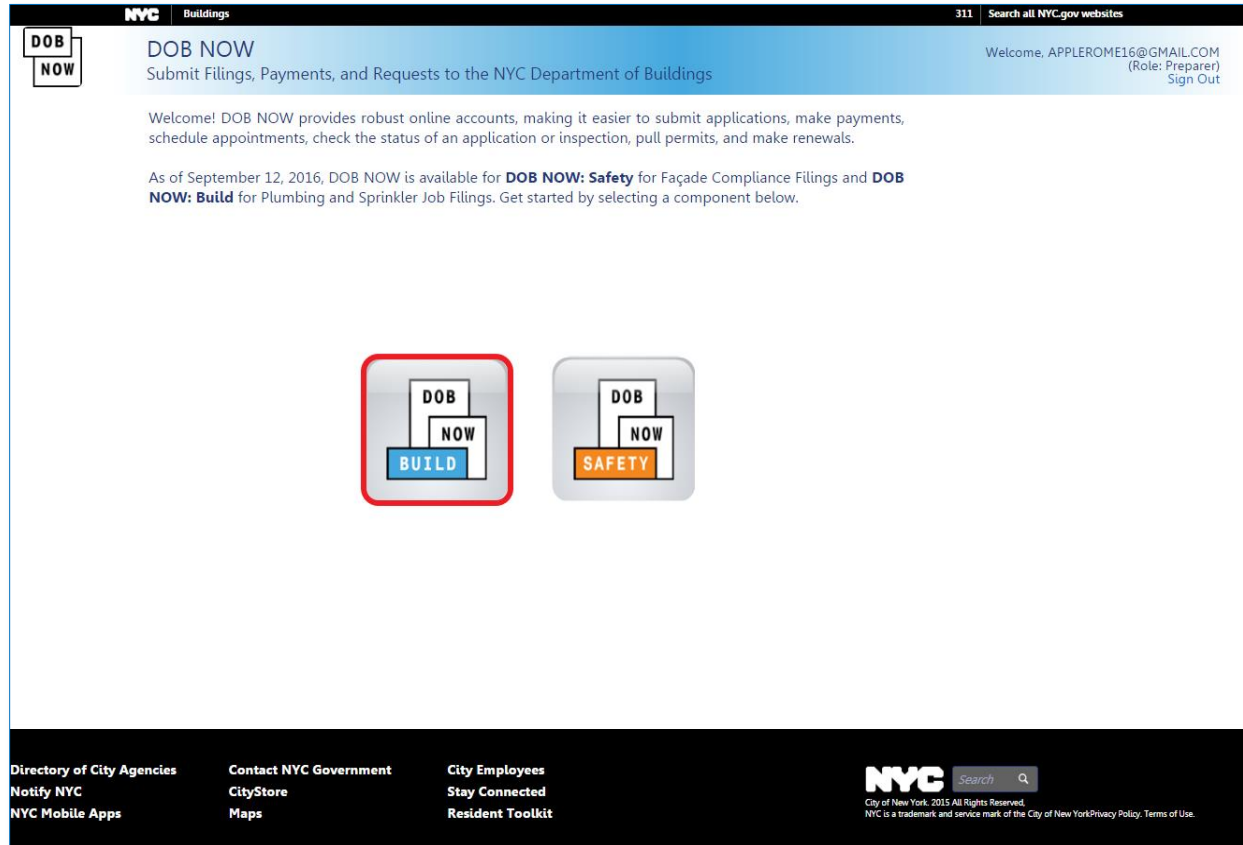 NYC Buildings 311 Search all NYC.gov websites
DOB
NOW
DOB NOW
Submit Filings, Payments, and Requests to the NYC Department of Buildings
Welcome, APPLEROME16@GMAIL.COM
(Role: Preparer)
Sign Out
Welcome! DOB NOW provides robust online accounts, making it easier to submit applications, make payments,
schedule appointments, check the status of an application or inspection, pull permits, and make renewals.
As of September 12, 2016, DOB NOW is available for DOB NOW: Safety for Façade Compliance Filings and DOB
NOW: Build for Plumbing and Sprinkler Job Filings. Get started by selecting a component below.
DOB
NOW
BUILD
DOB
NOW
SAFETY
Directory of City Agencies
Notify NYC
NYC Mobile Apps
Contact NYC Government
CityStore
Maps
City Employees
Stay Connected
Resident Toolkit
NYC Search
City of New York. 2015 All Rights Reserved,
NYC is a trademark and service mark of the City of New YorkPrivacy Policy. Terms of Use.